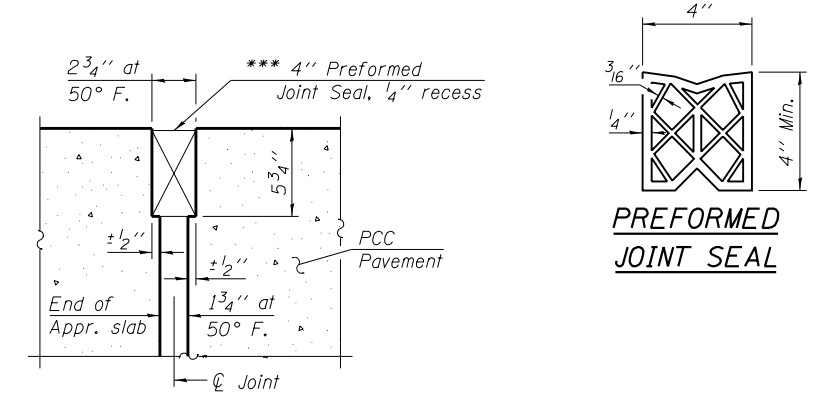 2 3/4" at
50° F.
*** 4" Preformed
Joint Seal, 1/4" recess
5 3/4"
±1/2"
±1/2"
PCC
Pavement
End of
Appr. slab
1 3/4" at
50° F.
℄ Joint
4"
3/16"
1/4"
4" Min.
PREFORMED
JOINT SEAL